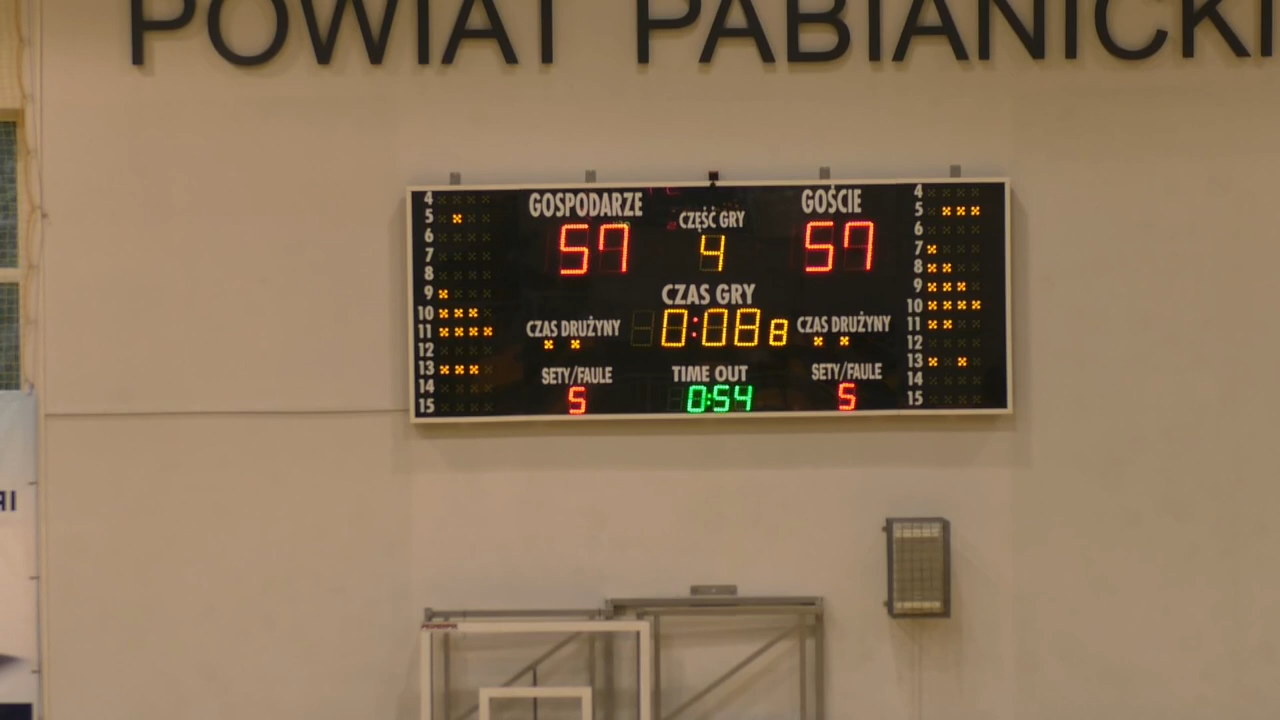 POWIAT PABIANICKI
GOSPODARZE CZĘŚĆ GRY GOŚCIE
57 4 57
CZAS GRY
CZAS DRUŻYNY 0:08 8 CZAS DRUŻYNY
SETY/FAULE TIME OUT SETY/FAULE
5 0:54 5
4 4
5 5
6 6
7 7
8 8
9 9
10 10
11 11
12 12
13 13
14 14
15 15